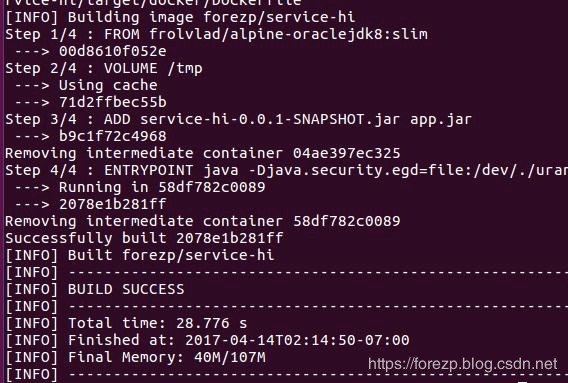 rvice-hi/target/docker/Dockerfile
[INFO] Building image forezp/service-hi
Step 1/4 : FROM frolvlad/alpine-oraclejdk8:slim
 ---> 00d8610f052e
Step 2/4 : VOLUME /tmp
 ---> Using cache
 ---> 71d2ffbec55b
Step 3/4 : ADD service-hi-0.0.1-SNAPSHOT.jar app.jar
 ---> b9c1f72c4968
Removing intermediate container 04ae397ec325
Step 4/4 : ENTRYPOINT java -Djava.security.egd=file:/dev/./uran
 ---> Running in 58df782c0089
 ---> 2078e1b281ff
Removing intermediate container 58df782c0089
Successfully built 2078e1b281ff
[INFO] Built forezp/service-hi
[INFO] ------------------------------------------------------
[INFO] BUILD SUCCESS
[INFO] ------------------------------------------------------
[INFO] Total time: 28.776 s
[INFO] Finished at: 2017-04-14T02:14:50-07:00
[INFO] Final Memory: 40M/107M
[INFO] ------------------------------------------------------
https://forezp.blog.csdn.net